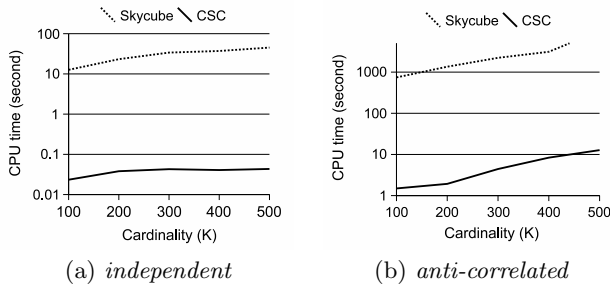 Skycube CSC
100
10
1
0.1
0.01
CPU time (second)
100 200 300 400 500
Cardinality (K)
(a) independent
Skycube CSC
1000
100
10
1
CPU time (second)
100 200 300 400 500
Cardinality (K)
(b) anti-correlated